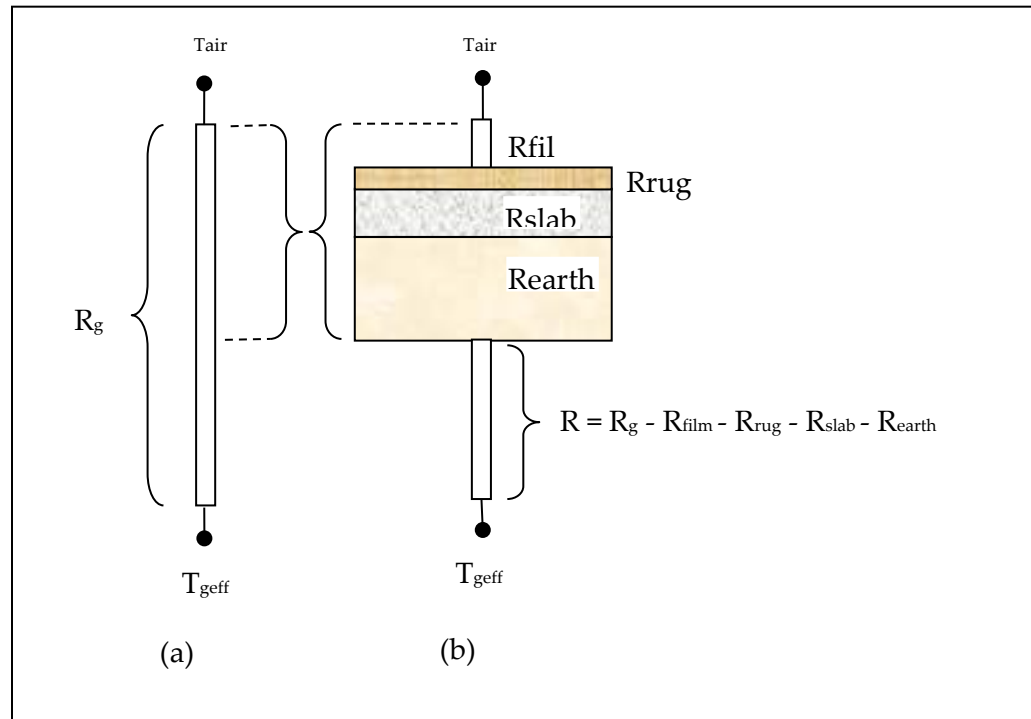 Tair
Tair
Rfil
Rrug
Rslab
Rearth
Rg
R = Rg - Rfilm - Rrug - Rslab - Rearth
Tgeff
Tgeff
(a)
(b)